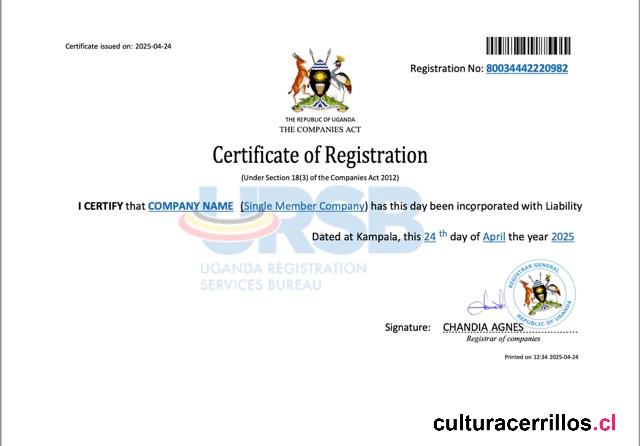 Certificate issued on: 2025-04-24
Registration No: 80034442220982
THE REPUBLIC OF UGANDA
THE COMPANIES ACT
Certificate of Registration
(Under Section 18(3) of the Companies Act 2012)
I CERTIFY that COMPANY NAME (Single Member Company) has this day been incorporated with Liability
Dated at Kampala, this 24 th day of April the year 2025
URSB
UGANDA REGISTRATION
SERVICES BUREAU
REGISTRAR GENERAL
REPUBLIC OF UGANDA
Signature: CHANDIA AGNES
Registrar of companies
Printed on 12:34 2025-04-24
culturacerrillos.cl